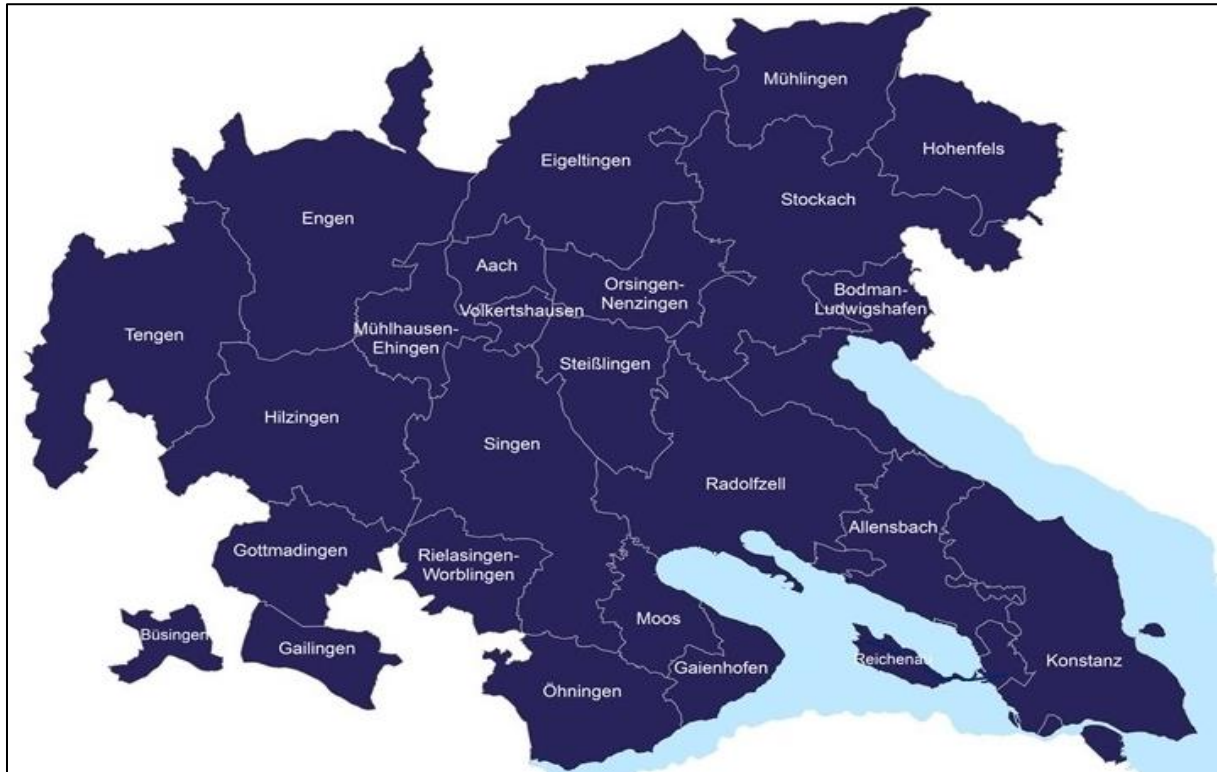 Mühlingen
Hohenfels
Eigeltingen
Stockach
Engen
Aach
Orsingen-
Nenzingen
Bodman-
Ludwigshafen
Volkertshausen
Tengen
Mühlhausen-
Ehingen
Steißlingen
Hilzingen
Singen
Radolfzell
Allensbach
Gottmadingen
Rielasingen-
Worblingen
Büsingen
Gailingen
Moos
Gaienhofen
Reichenau
Konstanz
Öhningen